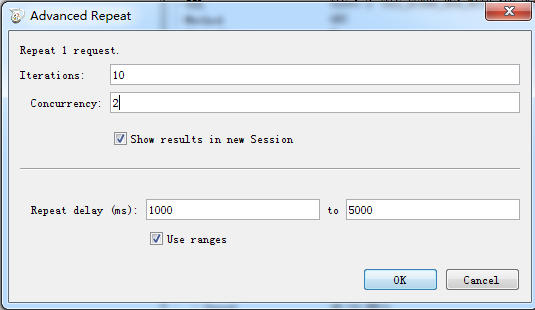 Advanced Repeat
Repeat 1 request.
Iterations: 10
Concurrency: 2
Show results in new Session
Repeat delay (ms): 1000 to 5000
Use ranges
OK Cancel